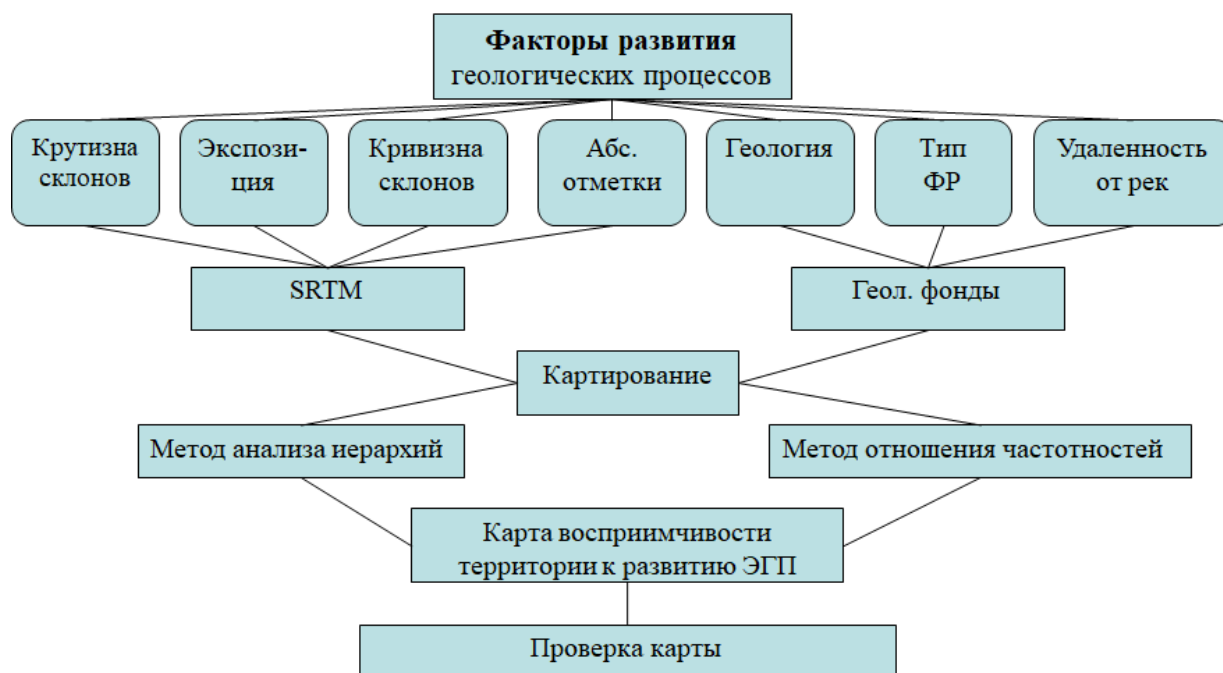 Факторы развития
геологических процессов
Крутизна
склонов
Экспози-
ция
Кривизна
склонов
Абс.
отметки
Геология
Тип
ФР
Удаленность
от рек
SRTM
Геол. фонды
Картирование
Метод анализа иерархий
Метод отношения частотностей
Карта восприимчивости
территории к развитию ЭГП
Проверка карты